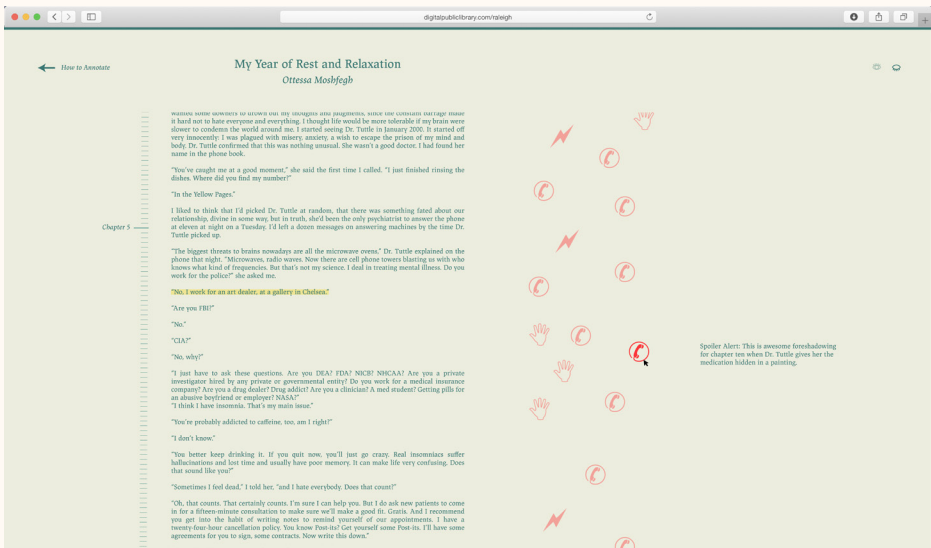 digitalpubliclibrary.com/raleigh
How to Annotate
My Year of Rest and Relaxation
Ottessa Moshfegh
wanted some downers to drown out my thoughts and judgments, since the constant barrage made
it hard not to hate everyone and everything. I thought life would be more tolerable if my brain were
slower to condemn the world around me. I started seeing Dr. Tuttle in January 2000. It started off
very innocently: I was plagued with misery, anxiety, a wish to escape the prison of my mind and
body. Dr. Tuttle confirmed that this was nothing unusual. She wasn't a good doctor. I had found her
name in the phone book.
"You've caught me at a good moment," she said the first time I called. "I just finished rinsing the
dishes. Where did you find my number?"
"In the Yellow Pages."
I liked to think that I'd picked Dr. Tuttle at random, that there was something fated about our
relationship, divine in some way, but in truth, she'd been the only psychiatrist to answer the phone
at eleven at night on a Tuesday. I'd left a dozen messages on answering machines by the time Dr.
Tuttle picked up.
Chapter 5
"The biggest threats to brains nowadays are all the microwave ovens," Dr. Tuttle explained on the
phone that night. "Microwaves, radio waves. Now there are cell phone towers blasting us with who
knows what kind of frequencies. But that's not my science. I deal in treating mental illness. Do you
work for the police?" she asked me.
"No, I work for an art dealer, at a gallery in Chelsea."
"Are you FBI?"
"No."
"CIA?"
"No, why?"
"I just have to ask these questions. Are you DEA? FDA? NICB? NHCAA? Are you a private
investigator hired by any private or governmental entity? Do you work for a medical insurance
company? Are you a drug dealer? Drug addict? Are you a clinician? A med student? Getting pills for
an abusive boyfriend or employer? NASA?"
"I think I have insomnia. That's my main issue."
"You're probably addicted to caffeine, too, am I right?"
"I don't know."
"You better keep drinking it. If you quit now, you'll just go crazy. Real insomniacs suffer
hallucinations and lost time and usually have poor memory. It can make life very confusing. Does
that sound like you?"
"Sometimes I feel dead," I told her, "and I hate everybody. Does that count?"
"Oh, that counts. That certainly counts. I'm sure I can help you. But I do ask new patients to come
in for a fifteen-minute consultation to make sure we'll make a good fit. Gratis. And I recommend
you get into the habit of writing notes to remind yourself of our appointments. I have a
twenty-four-hour cancellation policy. You know Post-its? Get yourself some Post-its. I'll have some
agreements for you to sign, some contracts. Now write this down."
Spoiler Alert: This is awesome foreshadowing
for chapter ten when Dr. Tuttle gives her the
medication hidden in a painting.